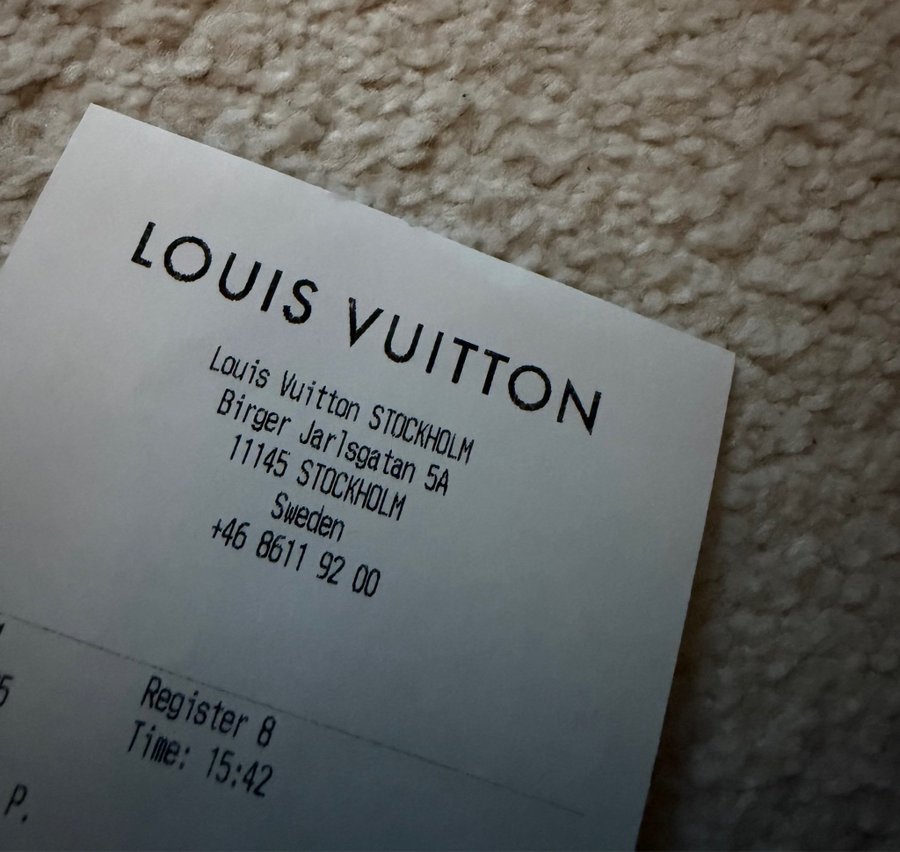 LOUIS VUITTON
Louis Vuitton STOCKHOLM
Birger Jarlsgatan 5A
11145 STOCKHOLM
Sweden
+46 8611 92 00
Register 8
5
Time: 15:42
P.